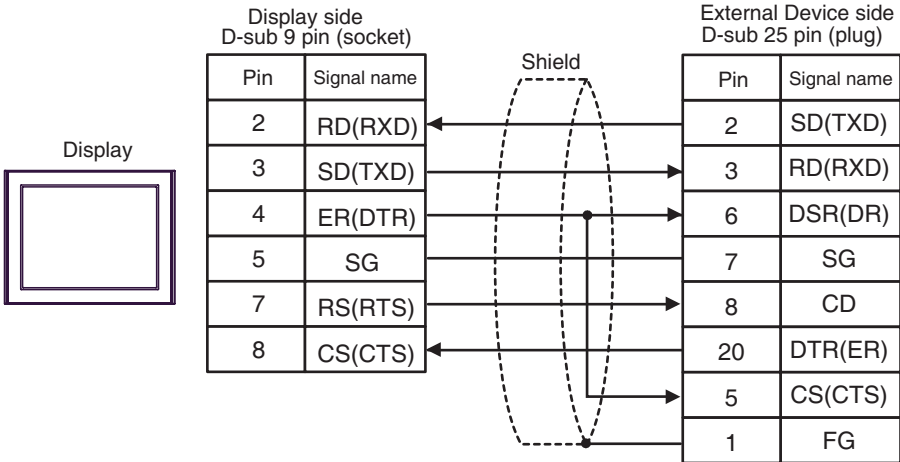 Display side
D-sub 9 pin (socket)
External Device side
D-sub 25 pin (plug)
Shield
Display
Pin Signal name
2 RD(RXD)
3 SD(TXD)
4 ER(DTR)
5 SG
7 RS(RTS)
8 CS(CTS)
Pin Signal name
2 SD(TXD)
3 RD(RXD)
6 DSR(DR)
7 SG
8 CD
20 DTR(ER)
5 CS(CTS)
1 FG